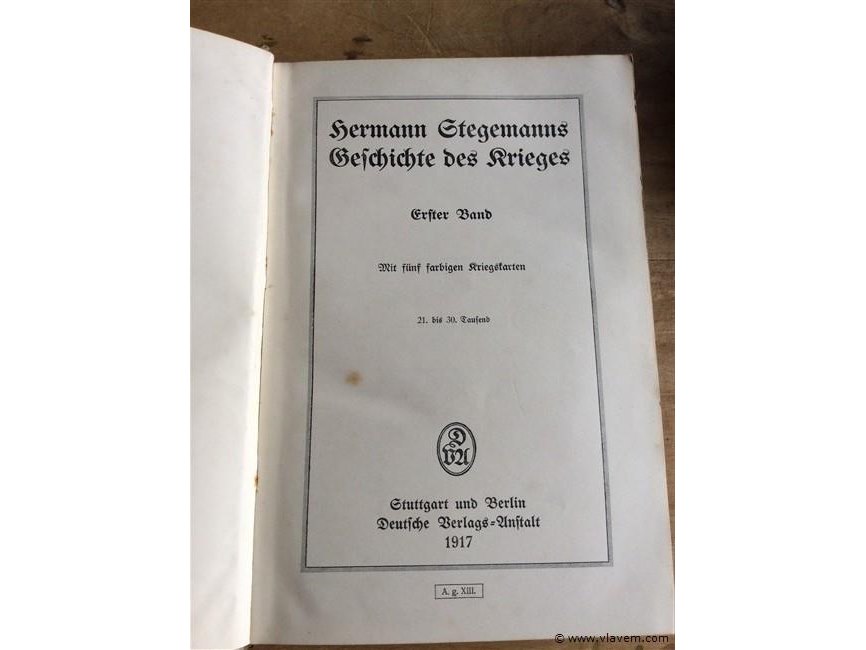 Hermann Stegemanns
Geschichte des Krieges
Erster Band
Mit fünf farbigen Kriegskarten
21. bis 30. Tausend
D
VA
Stuttgart und Berlin
Deutsche Verlags-Anstalt
1917
A. g. XIII.
© www.vlavem.com